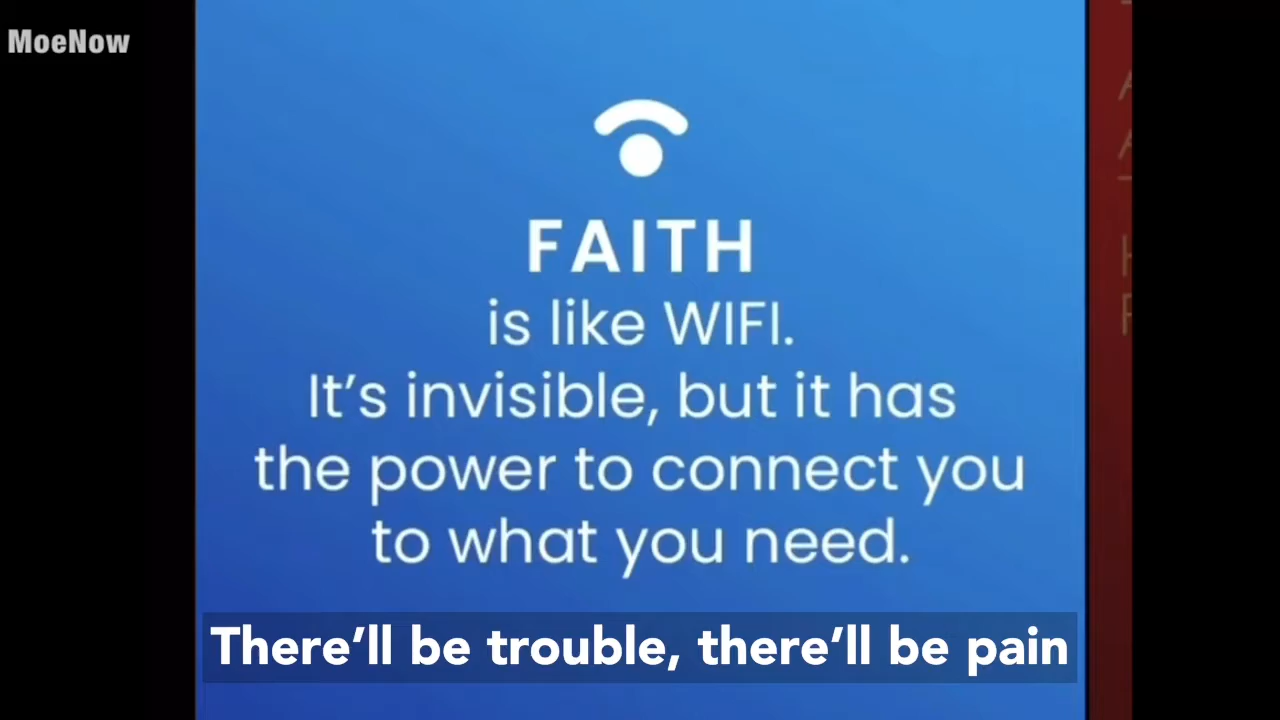 MoeNow
FAITH
is like WIFI.
It’s invisible, but it has
the power to connect you
to what you need.
There’ll be trouble, there’ll be pain